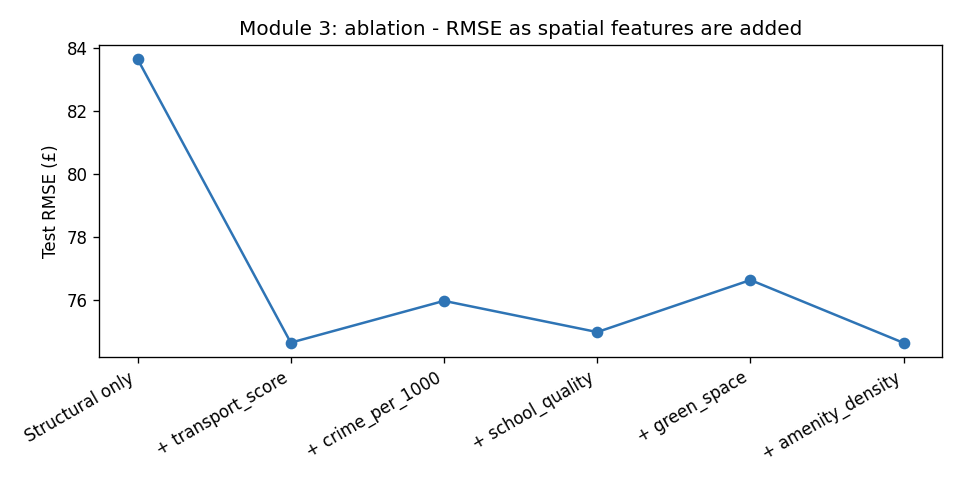 Module 3: ablation - RMSE as spatial features are added
Test RMSE (£)
84
82
80
78
76
Structural only
+ transport_score
+ crime_per_1000
+ school_quality
+ green_space
+ amenity_density